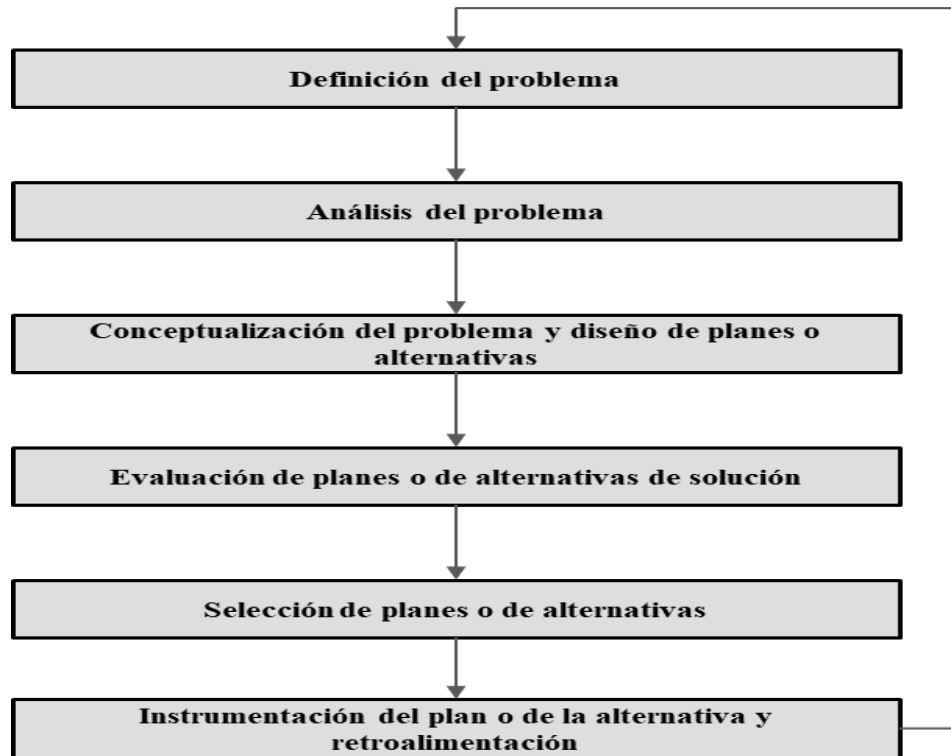 Definición del problema
Análisis del problema
Conceptualización del problema y diseño de planes o
alternativas
Evaluación de planes o de alternativas de solución
Selección de planes o de alternativas
Instrumentación del plan o de la alternativa y
retroalimentación